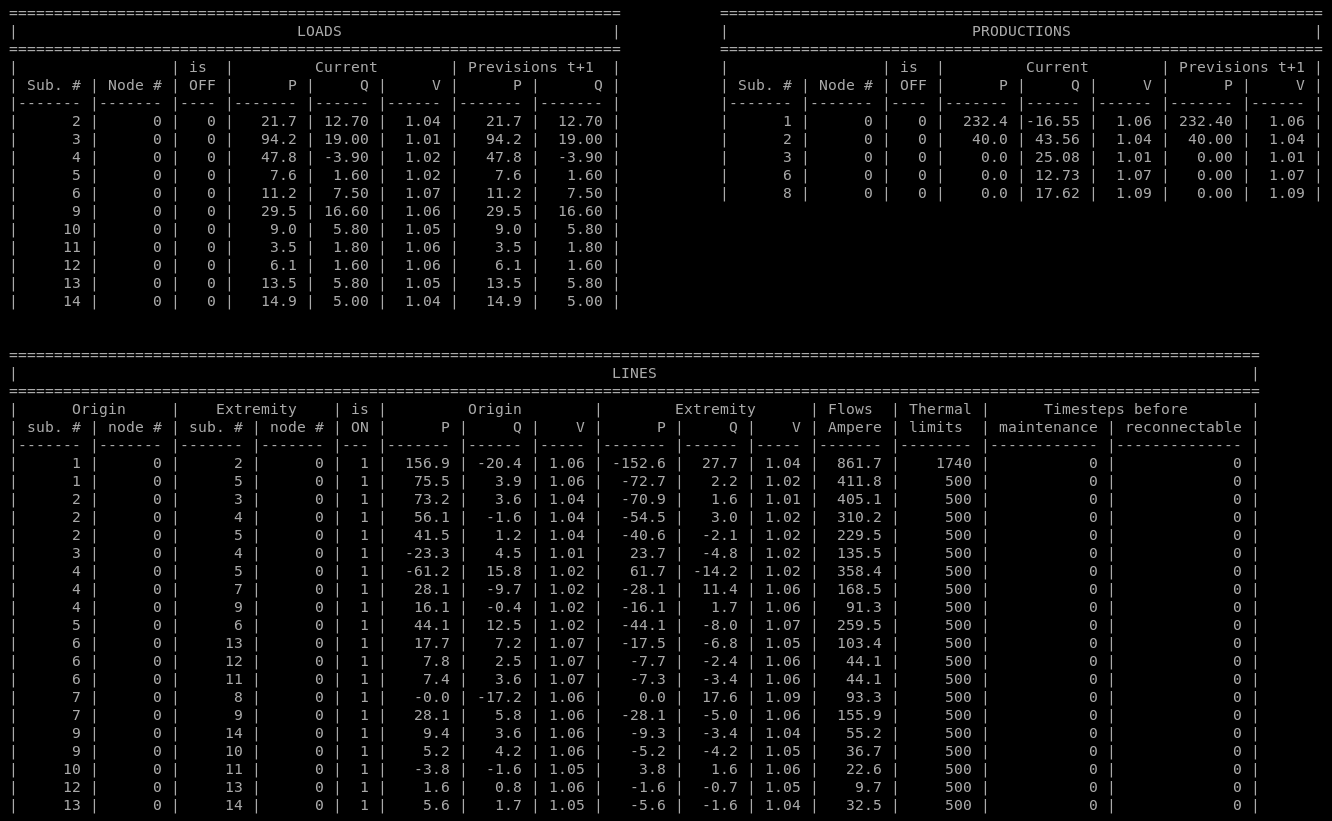 ====================================================================          ===================================================================
|                               LOADS                              |          |                           PRODUCTIONS                           |
====================================================================          ===================================================================
|                 | is  |         Current        | Previsions t+1  |          |                 | is  |         Current        | Previsions t+1 |
| Sub. # | Node # | OFF |      P |     Q |     V |      P |      Q |          | Sub. # | Node # | OFF |      P |     Q |     V |      P |     V |
|------- |------- |---- |------- |------ |------ |------- |------- |          |------- |------- |---- |------- |------ |------ |------- |------ |
|      2 |      0 |   0 |   21.7 | 12.70 |  1.04 |   21.7 |  12.70 |          |      1 |      0 |   0 |  232.4 |-16.55 |  1.06 | 232.40 |  1.06 |
|      3 |      0 |   0 |   94.2 | 19.00 |  1.01 |   94.2 |  19.00 |          |      2 |      0 |   0 |   40.0 | 43.56 |  1.04 |  40.00 |  1.04 |
|      4 |      0 |   0 |   47.8 | -3.90 |  1.02 |   47.8 |  -3.90 |          |      3 |      0 |   0 |    0.0 | 25.08 |  1.01 |   0.00 |  1.01 |
|      5 |      0 |   0 |    7.6 |  1.60 |  1.02 |    7.6 |   1.60 |          |      6 |      0 |   0 |    0.0 | 12.73 |  1.07 |   0.00 |  1.07 |
|      6 |      0 |   0 |   11.2 |  7.50 |  1.07 |   11.2 |   7.50 |          |      8 |      0 |   0 |    0.0 | 17.62 |  1.09 |   0.00 |  1.09 |
|      9 |      0 |   0 |   29.5 | 16.60 |  1.06 |   29.5 |  16.60 |
|     10 |      0 |   0 |    9.0 |  5.80 |  1.05 |    9.0 |   5.80 |
|     11 |      0 |   0 |    3.5 |  1.80 |  1.06 |    3.5 |   1.80 |
|     12 |      0 |   0 |    6.1 |  1.60 |  1.06 |    6.1 |   1.60 |
|     13 |      0 |   0 |   13.5 |  5.80 |  1.05 |   13.5 |   5.80 |
|     14 |      0 |   0 |   14.9 |  5.00 |  1.04 |   14.9 |   5.00 |
===========================================================================================================================================
|                                                                  LINES                                                                  |
===========================================================================================================================================
|      Origin     |    Extremity    | is |         Origin        |        Extremity      | Flows  | Thermal |      Timesteps before       |
| sub. # | node # | sub. # | node # | ON |      P |     Q |    V |      P |     Q |    V | Ampere | limits  | maintenance | reconnectable |
|------- |------- |------- |------- |--- |------- |------ |----- |------- |------ |----- |------- |-------- |------------ |-------------- |
|      1 |      0 |      2 |      0 |  1 |  156.9 | -20.4 | 1.06 | -152.6 |  27.7 | 1.04 |  861.7 |    1740 |           0 |             0 |
|      1 |      0 |      5 |      0 |  1 |   75.5 |   3.9 | 1.06 |  -72.7 |   2.2 | 1.02 |  411.8 |     500 |           0 |             0 |
|      2 |      0 |      3 |      0 |  1 |   73.2 |   3.6 | 1.04 |  -70.9 |   1.6 | 1.01 |  405.1 |     500 |           0 |             0 |
|      2 |      0 |      4 |      0 |  1 |   56.1 |  -1.6 | 1.04 |  -54.5 |   3.0 | 1.02 |  310.2 |     500 |           0 |             0 |
|      2 |      0 |      5 |      0 |  1 |   41.5 |   1.2 | 1.04 |  -40.6 |  -2.1 | 1.02 |  229.5 |     500 |           0 |             0 |
|      3 |      0 |      4 |      0 |  1 |  -23.3 |   4.5 | 1.01 |   23.7 |  -4.8 | 1.02 |  135.5 |     500 |           0 |             0 |
|      4 |      0 |      5 |      0 |  1 |  -61.2 |  15.8 | 1.02 |   61.7 | -14.2 | 1.02 |  358.4 |     500 |           0 |             0 |
|      4 |      0 |      7 |      0 |  1 |   28.1 |  -9.7 | 1.02 |  -28.1 |  11.4 | 1.06 |  168.5 |     500 |           0 |             0 |
|      4 |      0 |      9 |      0 |  1 |   16.1 |  -0.4 | 1.02 |  -16.1 |   1.7 | 1.06 |   91.3 |     500 |           0 |             0 |
|      5 |      0 |      6 |      0 |  1 |   44.1 |  12.5 | 1.02 |  -44.1 |  -8.0 | 1.07 |  259.5 |     500 |           0 |             0 |
|      6 |      0 |     13 |      0 |  1 |   17.7 |   7.2 | 1.07 |  -17.5 |  -6.8 | 1.05 |  103.4 |     500 |           0 |             0 |
|      6 |      0 |     12 |      0 |  1 |    7.8 |   2.5 | 1.07 |   -7.7 |  -2.4 | 1.06 |   44.1 |     500 |           0 |             0 |
|      6 |      0 |     11 |      0 |  1 |    7.4 |   3.6 | 1.07 |   -7.3 |  -3.4 | 1.06 |   44.1 |     500 |           0 |             0 |
|      7 |      0 |      8 |      0 |  1 |   -0.0 | -17.2 | 1.06 |    0.0 |  17.6 | 1.09 |   93.3 |     500 |           0 |             0 |
|      7 |      0 |      9 |      0 |  1 |   28.1 |   5.8 | 1.06 |  -28.1 |  -5.0 | 1.06 |  155.9 |     500 |           0 |             0 |
|      9 |      0 |     14 |      0 |  1 |    9.4 |   3.6 | 1.06 |   -9.3 |  -3.4 | 1.04 |   55.2 |     500 |           0 |             0 |
|      9 |      0 |     10 |      0 |  1 |    5.2 |   4.2 | 1.06 |   -5.2 |  -4.2 | 1.05 |   36.7 |     500 |           0 |             0 |
|     10 |      0 |     11 |      0 |  1 |   -3.8 |  -1.6 | 1.05 |    3.8 |   1.6 | 1.06 |   22.6 |     500 |           0 |             0 |
|     12 |      0 |     13 |      0 |  1 |    1.6 |   0.8 | 1.06 |   -1.6 |  -0.7 | 1.05 |    9.7 |     500 |           0 |             0 |
|     13 |      0 |     14 |      0 |  1 |    5.6 |   1.7 | 1.05 |   -5.6 |  -1.6 | 1.04 |   32.5 |     500 |           0 |             0 |